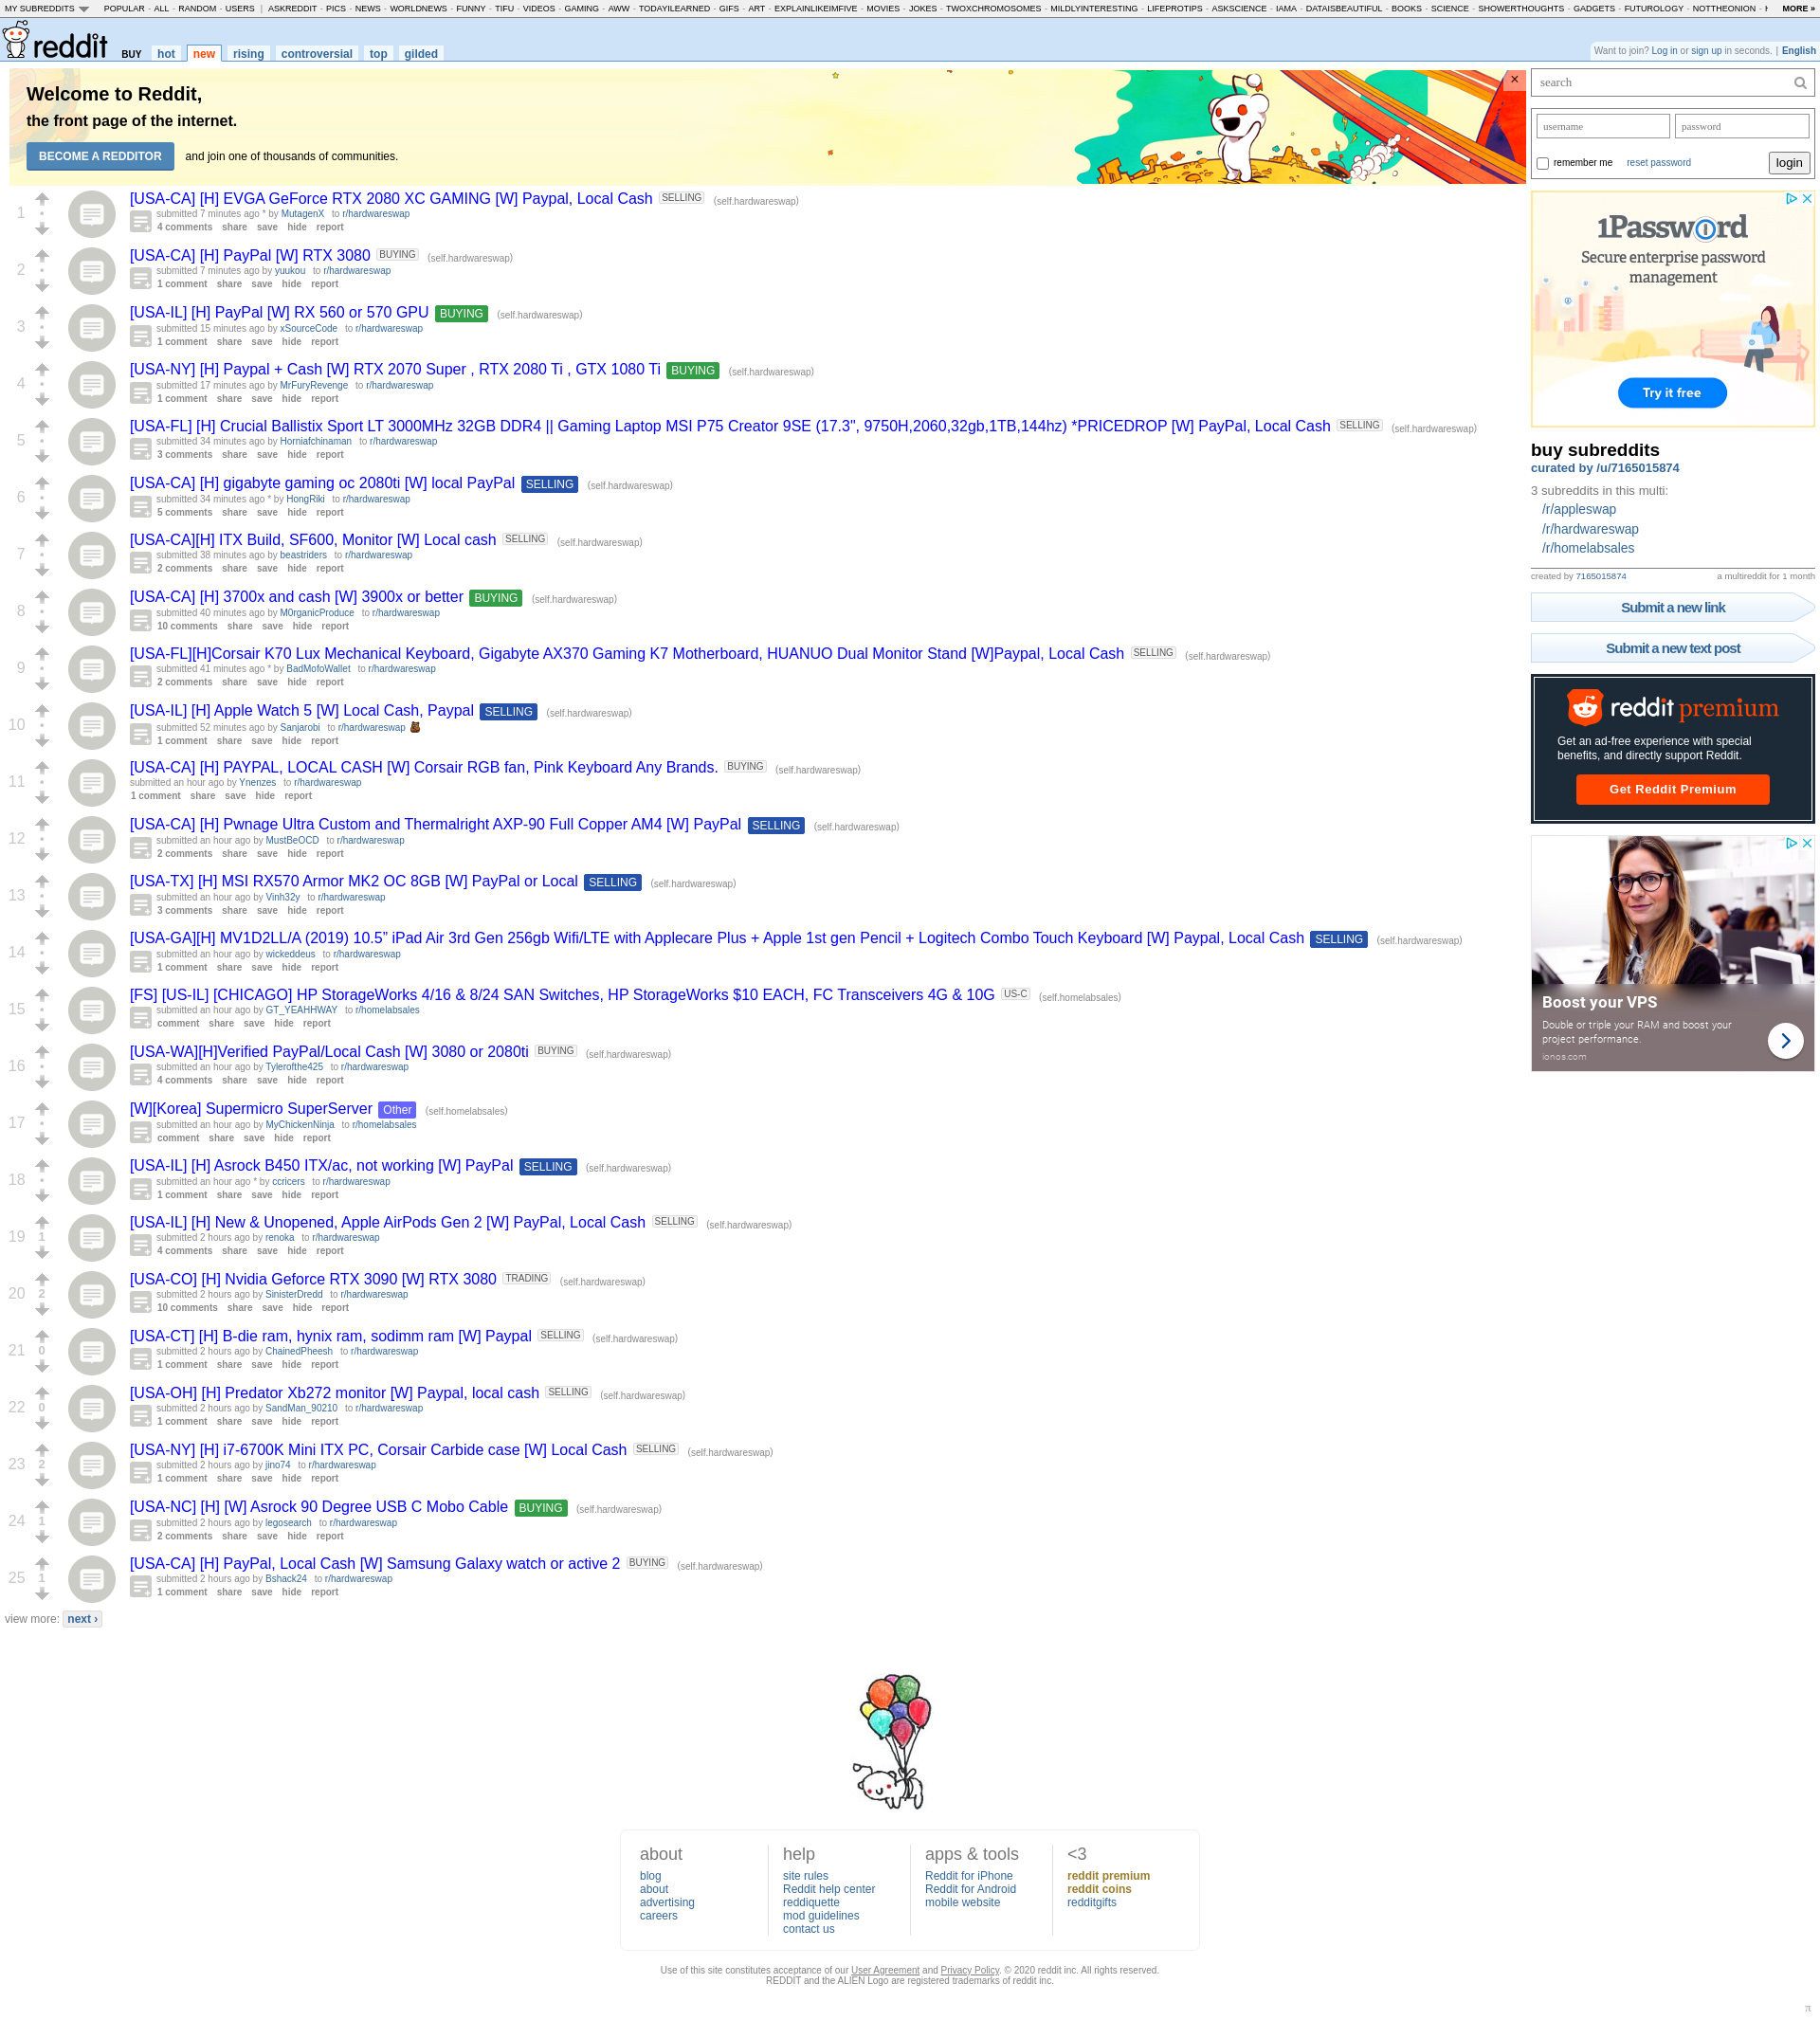 MY SUBREDDITS POPULAR - ALL - RANDOM - USERS | ASKREDDIT - PICS - NEWS - WORLDNEWS - FUNNY - TIFU - VIDEOS - GAMING - AWW - TODAYILEARNED - GIFS - ART - EXPLAINLIKEIMFIVE - MOVIES - JOKES - TWOXCHROMOSOMES - MILDLYINTERESTING - LIFEPROTIPS - ASKSCIENCE - IAMA - DATAISBEAUTIFUL - BOOKS - SCIENCE - SHOWERTHOUGHTS - GADGETS - FUTUROLOGY - NOTTHEONION - MORE »
reddit BUY hot new rising controversial top gilded
Want to join? Log in or sign up in seconds. | English
Welcome to Reddit,
the front page of the internet.
BECOME A REDDITOR and join one of thousands of communities.
×
1 [USA-CA] [H] EVGA GeForce RTX 2080 XC GAMING [W] Paypal, Local Cash SELLING (self.hardwareswap)
submitted 7 minutes ago * by MutagenX to r/hardwareswap
4 comments share save hide report
2 [USA-CA] [H] PayPal [W] RTX 3080 BUYING (self.hardwareswap)
submitted 7 minutes ago by yuukou to r/hardwareswap
1 comment share save hide report
3 [USA-IL] [H] PayPal [W] RX 560 or 570 GPU BUYING (self.hardwareswap)
submitted 15 minutes ago by xSourceCode to r/hardwareswap
1 comment share save hide report
4 [USA-NY] [H] Paypal + Cash [W] RTX 2070 Super , RTX 2080 Ti , GTX 1080 Ti BUYING (self.hardwareswap)
submitted 17 minutes ago by MrFuryRevenge to r/hardwareswap
1 comment share save hide report
5 [USA-FL] [H] Crucial Ballistix Sport LT 3000MHz 32GB DDR4 || Gaming Laptop MSI P75 Creator 9SE (17.3", 9750H,2060,32gb,1TB,144hz) *PRICEDROP [W] PayPal, Local Cash SELLING (self.hardwareswap)
submitted 34 minutes ago by Horniafchinaman to r/hardwareswap
3 comments share save hide report
6 [USA-CA] [H] gigabyte gaming oc 2080ti [W] local PayPal SELLING (self.hardwareswap)
submitted 34 minutes ago * by HongRiki to r/hardwareswap
5 comments share save hide report
7 [USA-CA][H] ITX Build, SF600, Monitor [W] Local cash SELLING (self.hardwareswap)
submitted 38 minutes ago by beastriders to r/hardwareswap
2 comments share save hide report
8 [USA-CA] [H] 3700x and cash [W] 3900x or better BUYING (self.hardwareswap)
submitted 40 minutes ago by M0rganicProduce to r/hardwareswap
10 comments share save hide report
9 [USA-FL][H]Corsair K70 Lux Mechanical Keyboard, Gigabyte AX370 Gaming K7 Motherboard, HUANUO Dual Monitor Stand [W]Paypal, Local Cash SELLING (self.hardwareswap)
submitted 41 minutes ago * by BadMofoWallet to r/hardwareswap
2 comments share save hide report
10 [USA-IL] [H] Apple Watch 5 [W] Local Cash, Paypal SELLING (self.hardwareswap)
submitted 52 minutes ago by Sanjarobi to r/hardwareswap
1 comment share save hide report
11 [USA-CA] [H] PAYPAL, LOCAL CASH [W] Corsair RGB fan, Pink Keyboard Any Brands. BUYING (self.hardwareswap)
submitted an hour ago by Ynenzes to r/hardwareswap
1 comment share save hide report
12 [USA-CA] [H] Pwnage Ultra Custom and Thermalright AXP-90 Full Copper AM4 [W] PayPal SELLING (self.hardwareswap)
submitted an hour ago by MustBeOCD to r/hardwareswap
2 comments share save hide report
13 [USA-TX] [H] MSI RX570 Armor MK2 OC 8GB [W] PayPal or Local SELLING (self.hardwareswap)
submitted an hour ago by Vinh32y to r/hardwareswap
3 comments share save hide report
14 [USA-GA][H] MV1D2LL/A (2019) 10.5” iPad Air 3rd Gen 256gb Wifi/LTE with Applecare Plus + Apple 1st gen Pencil + Logitech Combo Touch Keyboard [W] Paypal, Local Cash SELLING (self.hardwareswap)
submitted an hour ago by wickeddeus to r/hardwareswap
1 comment share save hide report
15 [FS] [US-IL] [CHICAGO] HP StorageWorks 4/16 & 8/24 SAN Switches, HP StorageWorks $10 EACH, FC Transceivers 4G & 10G US-C (self.homelabsales)
submitted an hour ago by GT_YEAHHWAY to r/homelabsales
comment share save hide report
16 [USA-WA][H]Verified PayPal/Local Cash [W] 3080 or 2080ti BUYING (self.hardwareswap)
submitted an hour ago by Tylerofthe425 to r/hardwareswap
4 comments share save hide report
17 [W][Korea] Supermicro SuperServer Other (self.homelabsales)
submitted an hour ago by MyChickenNinja to r/homelabsales
comment share save hide report
18 [USA-IL] [H] Asrock B450 ITX/ac, not working [W] PayPal SELLING (self.hardwareswap)
submitted an hour ago * by ccricers to r/hardwareswap
1 comment share save hide report
19 1 [USA-IL] [H] New & Unopened, Apple AirPods Gen 2 [W] PayPal, Local Cash SELLING (self.hardwareswap)
submitted 2 hours ago by renoka to r/hardwareswap
4 comments share save hide report
20 2 [USA-CO] [H] Nvidia Geforce RTX 3090 [W] RTX 3080 TRADING (self.hardwareswap)
submitted 2 hours ago by SinisterDredd to r/hardwareswap
10 comments share save hide report
21 0 [USA-CT] [H] B-die ram, hynix ram, sodimm ram [W] Paypal SELLING (self.hardwareswap)
submitted 2 hours ago by ChainedPheesh to r/hardwareswap
1 comment share save hide report
22 0 [USA-OH] [H] Predator Xb272 monitor [W] Paypal, local cash SELLING (self.hardwareswap)
submitted 2 hours ago by SandMan_90210 to r/hardwareswap
1 comment share save hide report
23 2 [USA-NY] [H] i7-6700K Mini ITX PC, Corsair Carbide case [W] Local Cash SELLING (self.hardwareswap)
submitted 2 hours ago by jino74 to r/hardwareswap
1 comment share save hide report
24 1 [USA-NC] [H] [W] Asrock 90 Degree USB C Mobo Cable BUYING (self.hardwareswap)
submitted 2 hours ago by legosearch to r/hardwareswap
2 comments share save hide report
25 1 [USA-CA] [H] PayPal, Local Cash [W] Samsung Galaxy watch or active 2 BUYING (self.hardwareswap)
submitted 2 hours ago by Bshack24 to r/hardwareswap
1 comment share save hide report
view more: next ›
search
username password
remember me reset password login
1Password
Secure enterprise password
management
Try it free
buy subreddits
curated by /u/7165015874
3 subreddits in this multi:
/r/appleswap
/r/hardwareswap
/r/homelabsales
created by 7165015874 a multireddit for 1 month
Submit a new link
Submit a new text post
reddit premium
Get an ad-free experience with special
benefits, and directly support Reddit.
Get Reddit Premium
Boost your VPS
Double or triple your RAM and boost your
project performance.
ionos.com
about
blog
about
advertising
careers
help
site rules
Reddit help center
reddiquette
mod guidelines
contact us
apps & tools
Reddit for iPhone
Reddit for Android
mobile website
<3
reddit premium
reddit coins
redditgifts
Use of this site constitutes acceptance of our User Agreement and Privacy Policy. © 2020 reddit inc. All rights reserved.
REDDIT and the ALIEN Logo are registered trademarks of reddit inc.
π